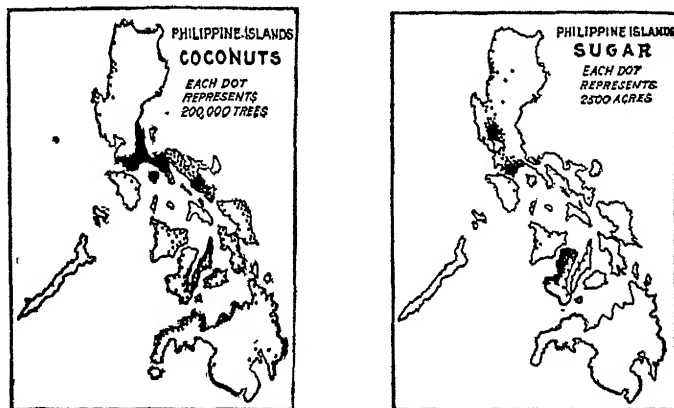 PHILIPPINE ISLANDS
COCONUTS
EACH DOT
REPRESENTS
200,000 TREES
PHILIPPINE ISLANDS
SUGAR
EACH DOT
REPRESENTS
2500 ACRES